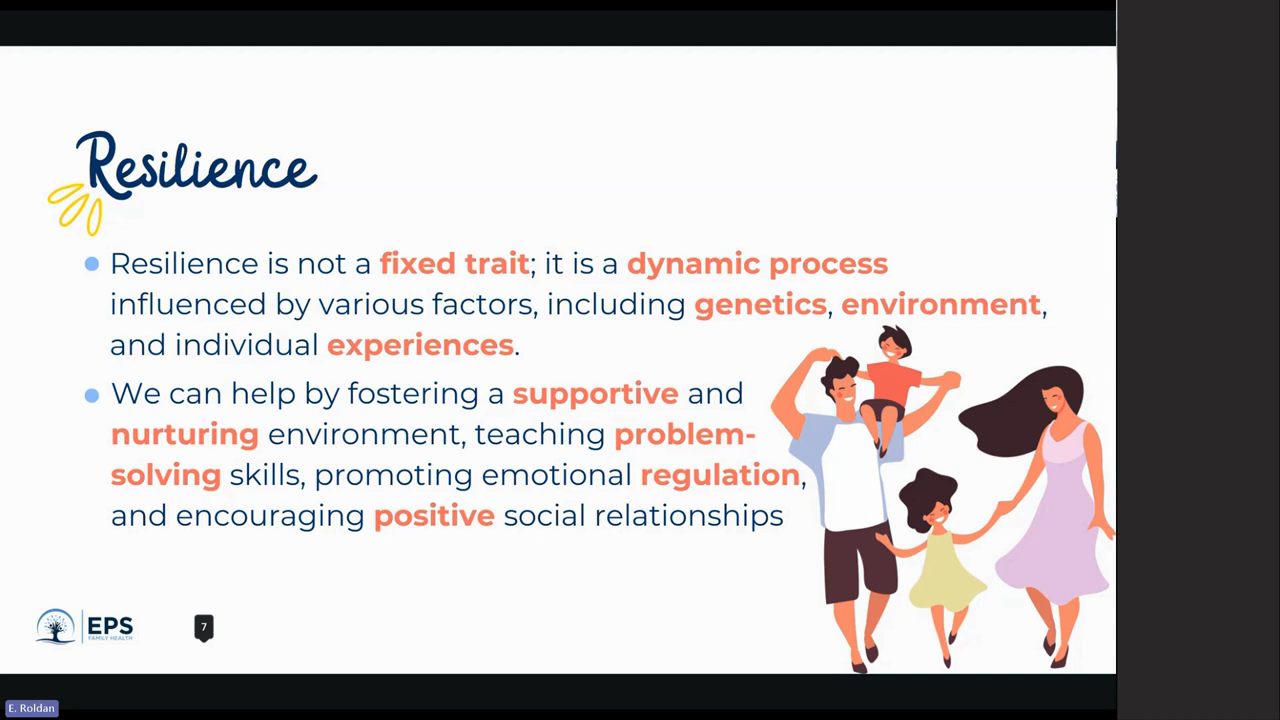 Resilience
Resilience is not a fixed trait; it is a dynamic process
influenced by various factors, including genetics, environment,
and individual experiences.
We can help by fostering a supportive and
nurturing environment, teaching problem-
solving skills, promoting emotional regulation,
and encouraging positive social relationships
EPS
FAMILY HEALTH
7
E. Roldan